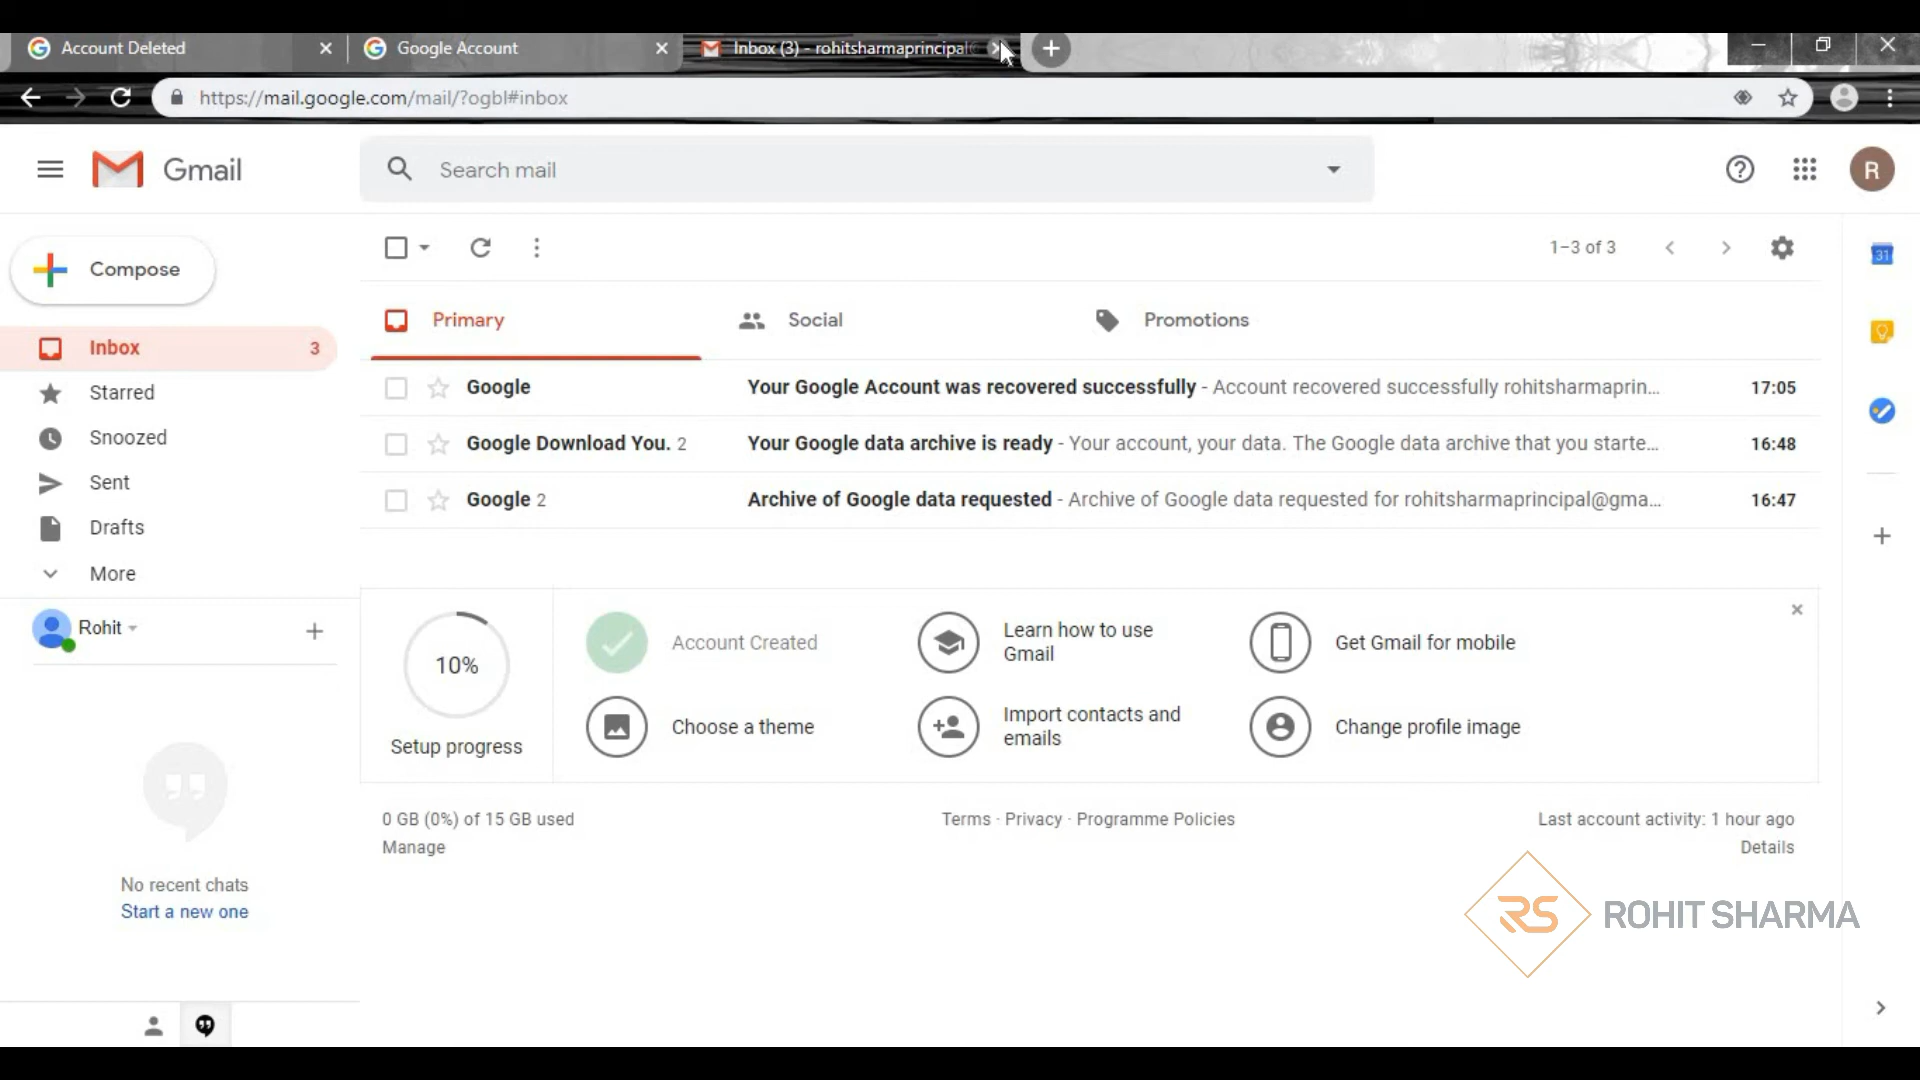 Account Deleted
Google Account
Inbox (3) - rohitsharmaprincipal
https://mail.google.com/mail/?ogbl#inbox
Gmail
Search mail
R
Compose
1–3 of 3
31
Primary
Social
Promotions
Inbox 3
Starred
Snoozed
Sent
Drafts
More
Google Your Google Account was recovered successfully - Account recovered successfully rohitsharmaprin... 17:05
Google Download You. 2 Your Google data archive is ready - Your account, your data. The Google data archive that you starte... 16:48
Google 2 Archive of Google data requested - Archive of Google data requested for rohitsharmaprincipal@gma... 16:47
Rohit
10%
Setup progress
Account Created
Learn how to use
Gmail
Get Gmail for mobile
Choose a theme
Import contacts and
emails
Change profile image
0 GB (0%) of 15 GB used
Manage
Terms · Privacy · Programme Policies
Last account activity: 1 hour ago
Details
No recent chats
Start a new one
RS ROHIT SHARMA